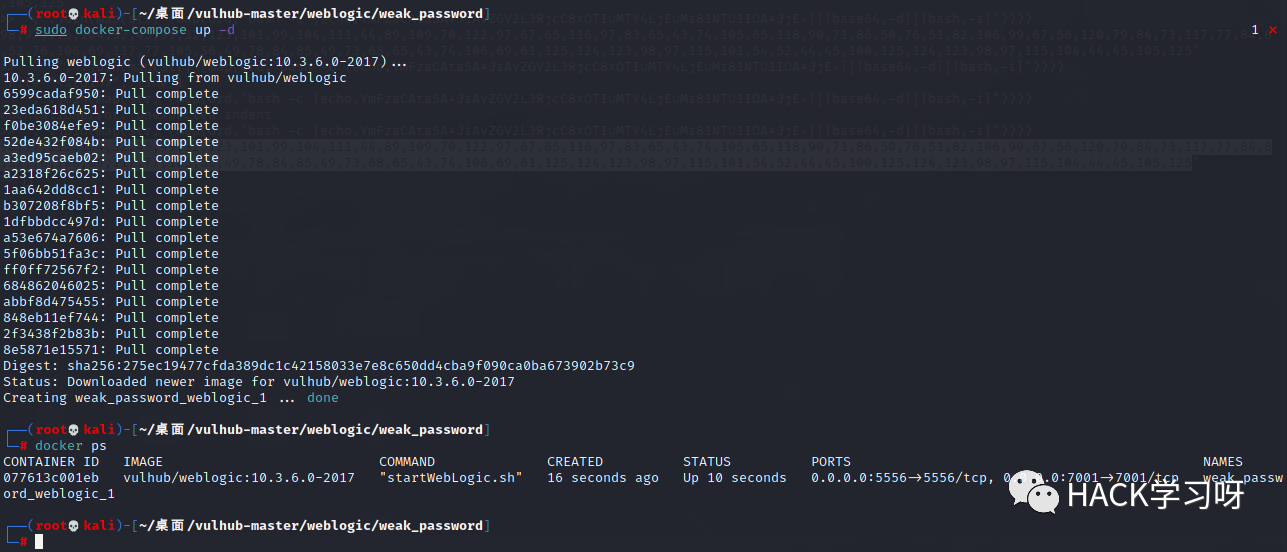 ┌──(root💀kali)-[~/桌面/vulhub-master/weblogic/weak_password]
└─# sudo docker-compose up -d
1 ⨯
Pulling weblogic (vulhub/weblogic:10.3.6.0-2017)...
10.3.6.0-2017: Pulling from vulhub/weblogic
6599cadaf950: Pull complete
23eda618d451: Pull complete
f0be3084efe9: Pull complete
52de432f084b: Pull complete
a3ed95caeb02: Pull complete
a2318f26c625: Pull complete
1aa642dd8cc1: Pull complete
b307208f8bf5: Pull complete
1dfbbdcc497d: Pull complete
a53e674a7606: Pull complete
5f06bb51fa3c: Pull complete
ff0ff72567f2: Pull complete
684862046025: Pull complete
abbf8d475455: Pull complete
848eb11ef744: Pull complete
2f3438f2b83b: Pull complete
8e5871e15571: Pull complete
Digest: sha256:275ec19477cfda389dc1c42158033e7e8c650dd4cba9f090ca0ba673902b73c9
Status: Downloaded newer image for vulhub/weblogic:10.3.6.0-2017
Creating weak_password_weblogic_1 ... done
┌──(root💀kali)-[~/桌面/vulhub-master/weblogic/weak_password]
└─# docker ps
CONTAINER ID   IMAGE   COMMAND   CREATED   STATUS   PORTS   NAMES
077613c001eb   vulhub/weblogic:10.3.6.0-2017   "startWebLogic.sh"   16 seconds ago   Up 10 seconds   0.0.0.0:5556->5556/tcp, 0.0.0.0:7001->7001/tcp   weak_passw
ord_weblogic_1
┌──(root💀kali)-[~/桌面/vulhub-master/weblogic/weak_password]
└─#
HACK学习呀